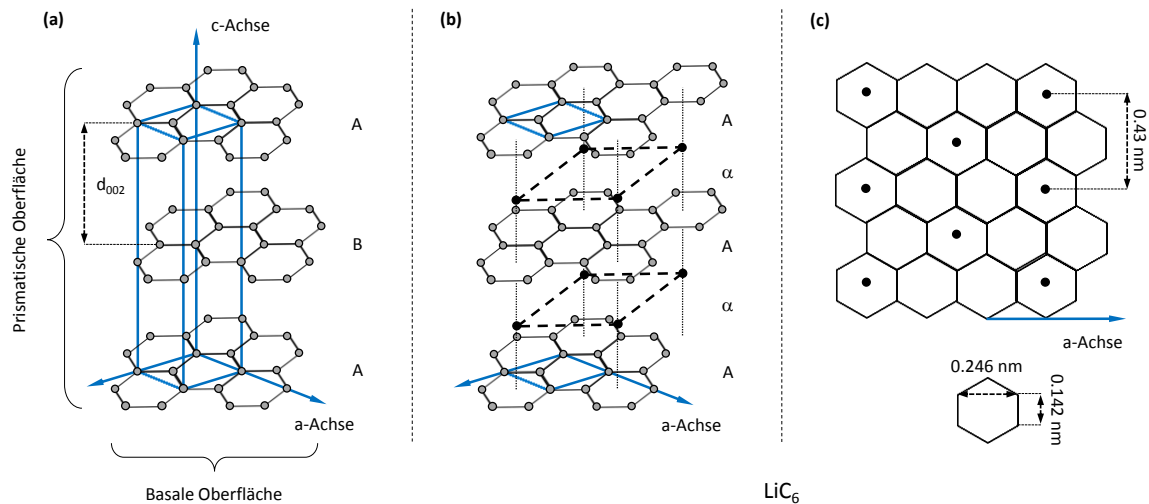 (a)
c-Achse
Prismatische Oberfläche
d002
A
B
A
a-Achse
Basale Oberfläche
(b)
A
α
A
α
A
a-Achse
(c)
0.43 nm
a-Achse
0.246 nm
0.142 nm
LiC6